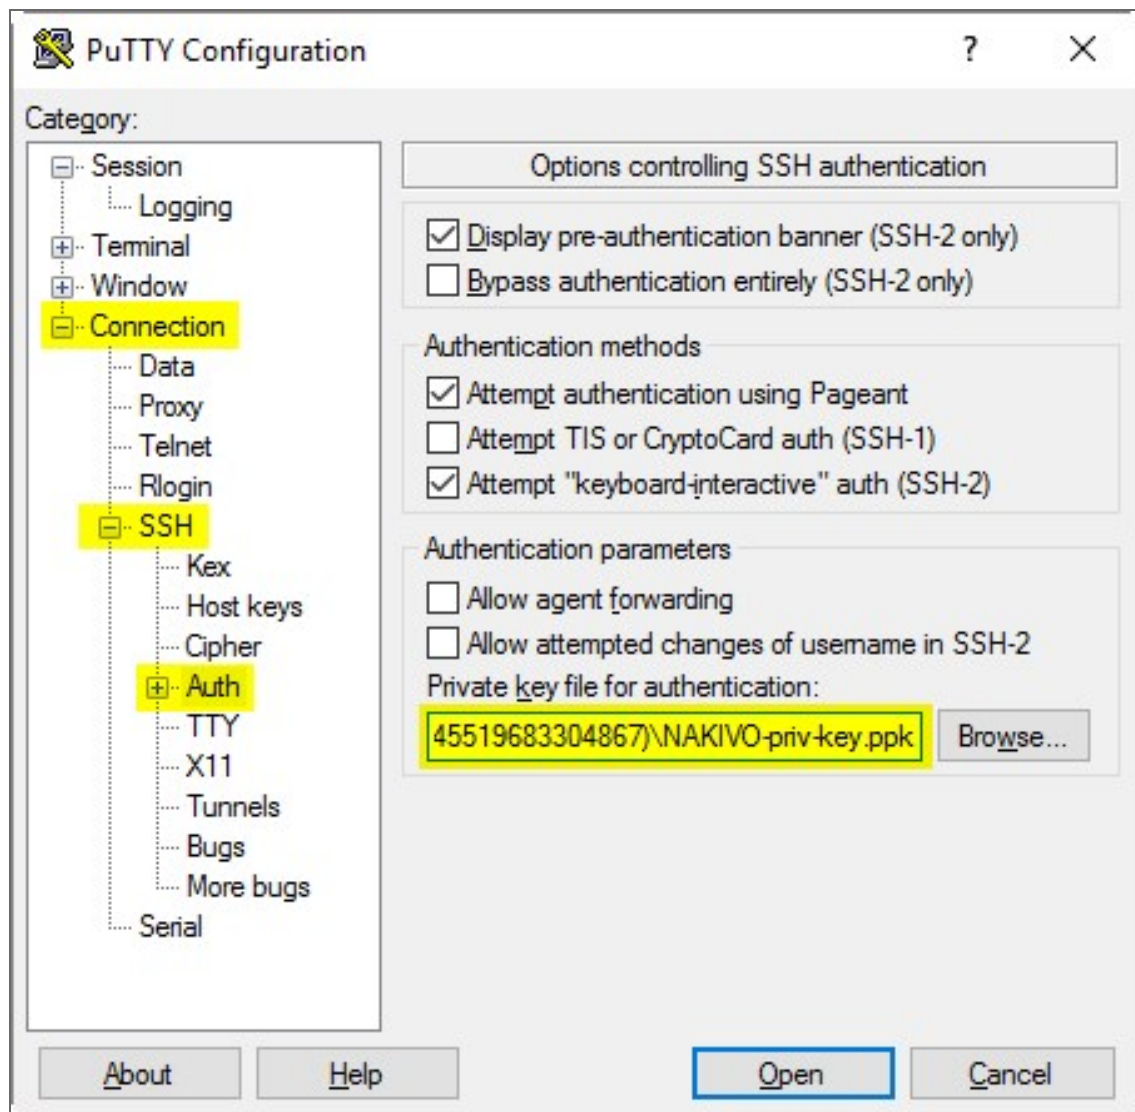 PuTTY Configuration
Category:
Session
Logging
Terminal
Window
Connection
Data
Proxy
Telnet
Rlogin
SSH
Kex
Host keys
Cipher
Auth
TTY
X11
Tunnels
Bugs
More bugs
Serial
Options controlling SSH authentication
Display pre-authentication banner (SSH-2 only)
Bypass authentication entirely (SSH-2 only)
Authentication methods
Attempt authentication using Pageant
Attempt TIS or CryptoCard auth (SSH-1)
Attempt "keyboard-interactive" auth (SSH-2)
Authentication parameters
Allow agent forwarding
Allow attempted changes of username in SSH-2
Private key file for authentication:
45519683304867)\NAKIVO-priv-key.ppk
Browse...
About
Help
Open
Cancel